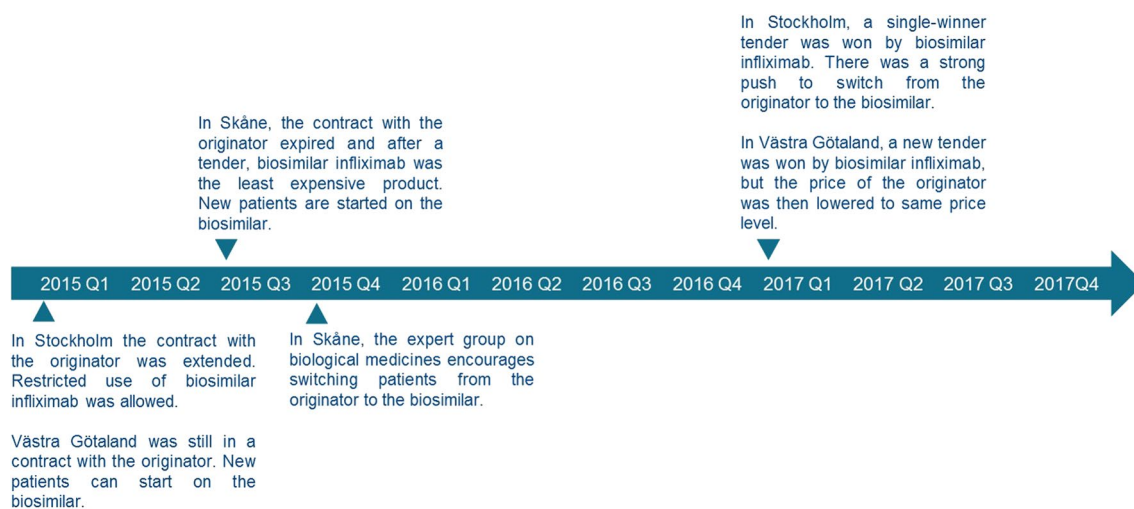 In Stockholm, a single-winner
tender was won by biosimilar
infliximab. There was a strong
push to switch from the
originator to the biosimilar.
In Västra Götaland, a new tender
was won by biosimilar infliximab,
but the price of the originator
was then lowered to same price
level.
In Skåne, the contract with the
originator expired and after a
tender, biosimilar infliximab was
the least expensive product.
New patients are started on the
biosimilar.
2015 Q1 2015 Q2 2015 Q3 2015 Q4 2016 Q1 2016 Q2 2016 Q3 2016 Q4 2017 Q1 2017 Q2 2017 Q3 2017Q4
In Stockholm the contract with
the originator was extended.
Restricted use of biosimilar
infliximab was allowed.
Västra Götaland was still in a
contract with the originator. New
patients can start on the
biosimilar.
In Skåne, the expert group on
biological medicines encourages
switching patients from the
originator to the biosimilar.